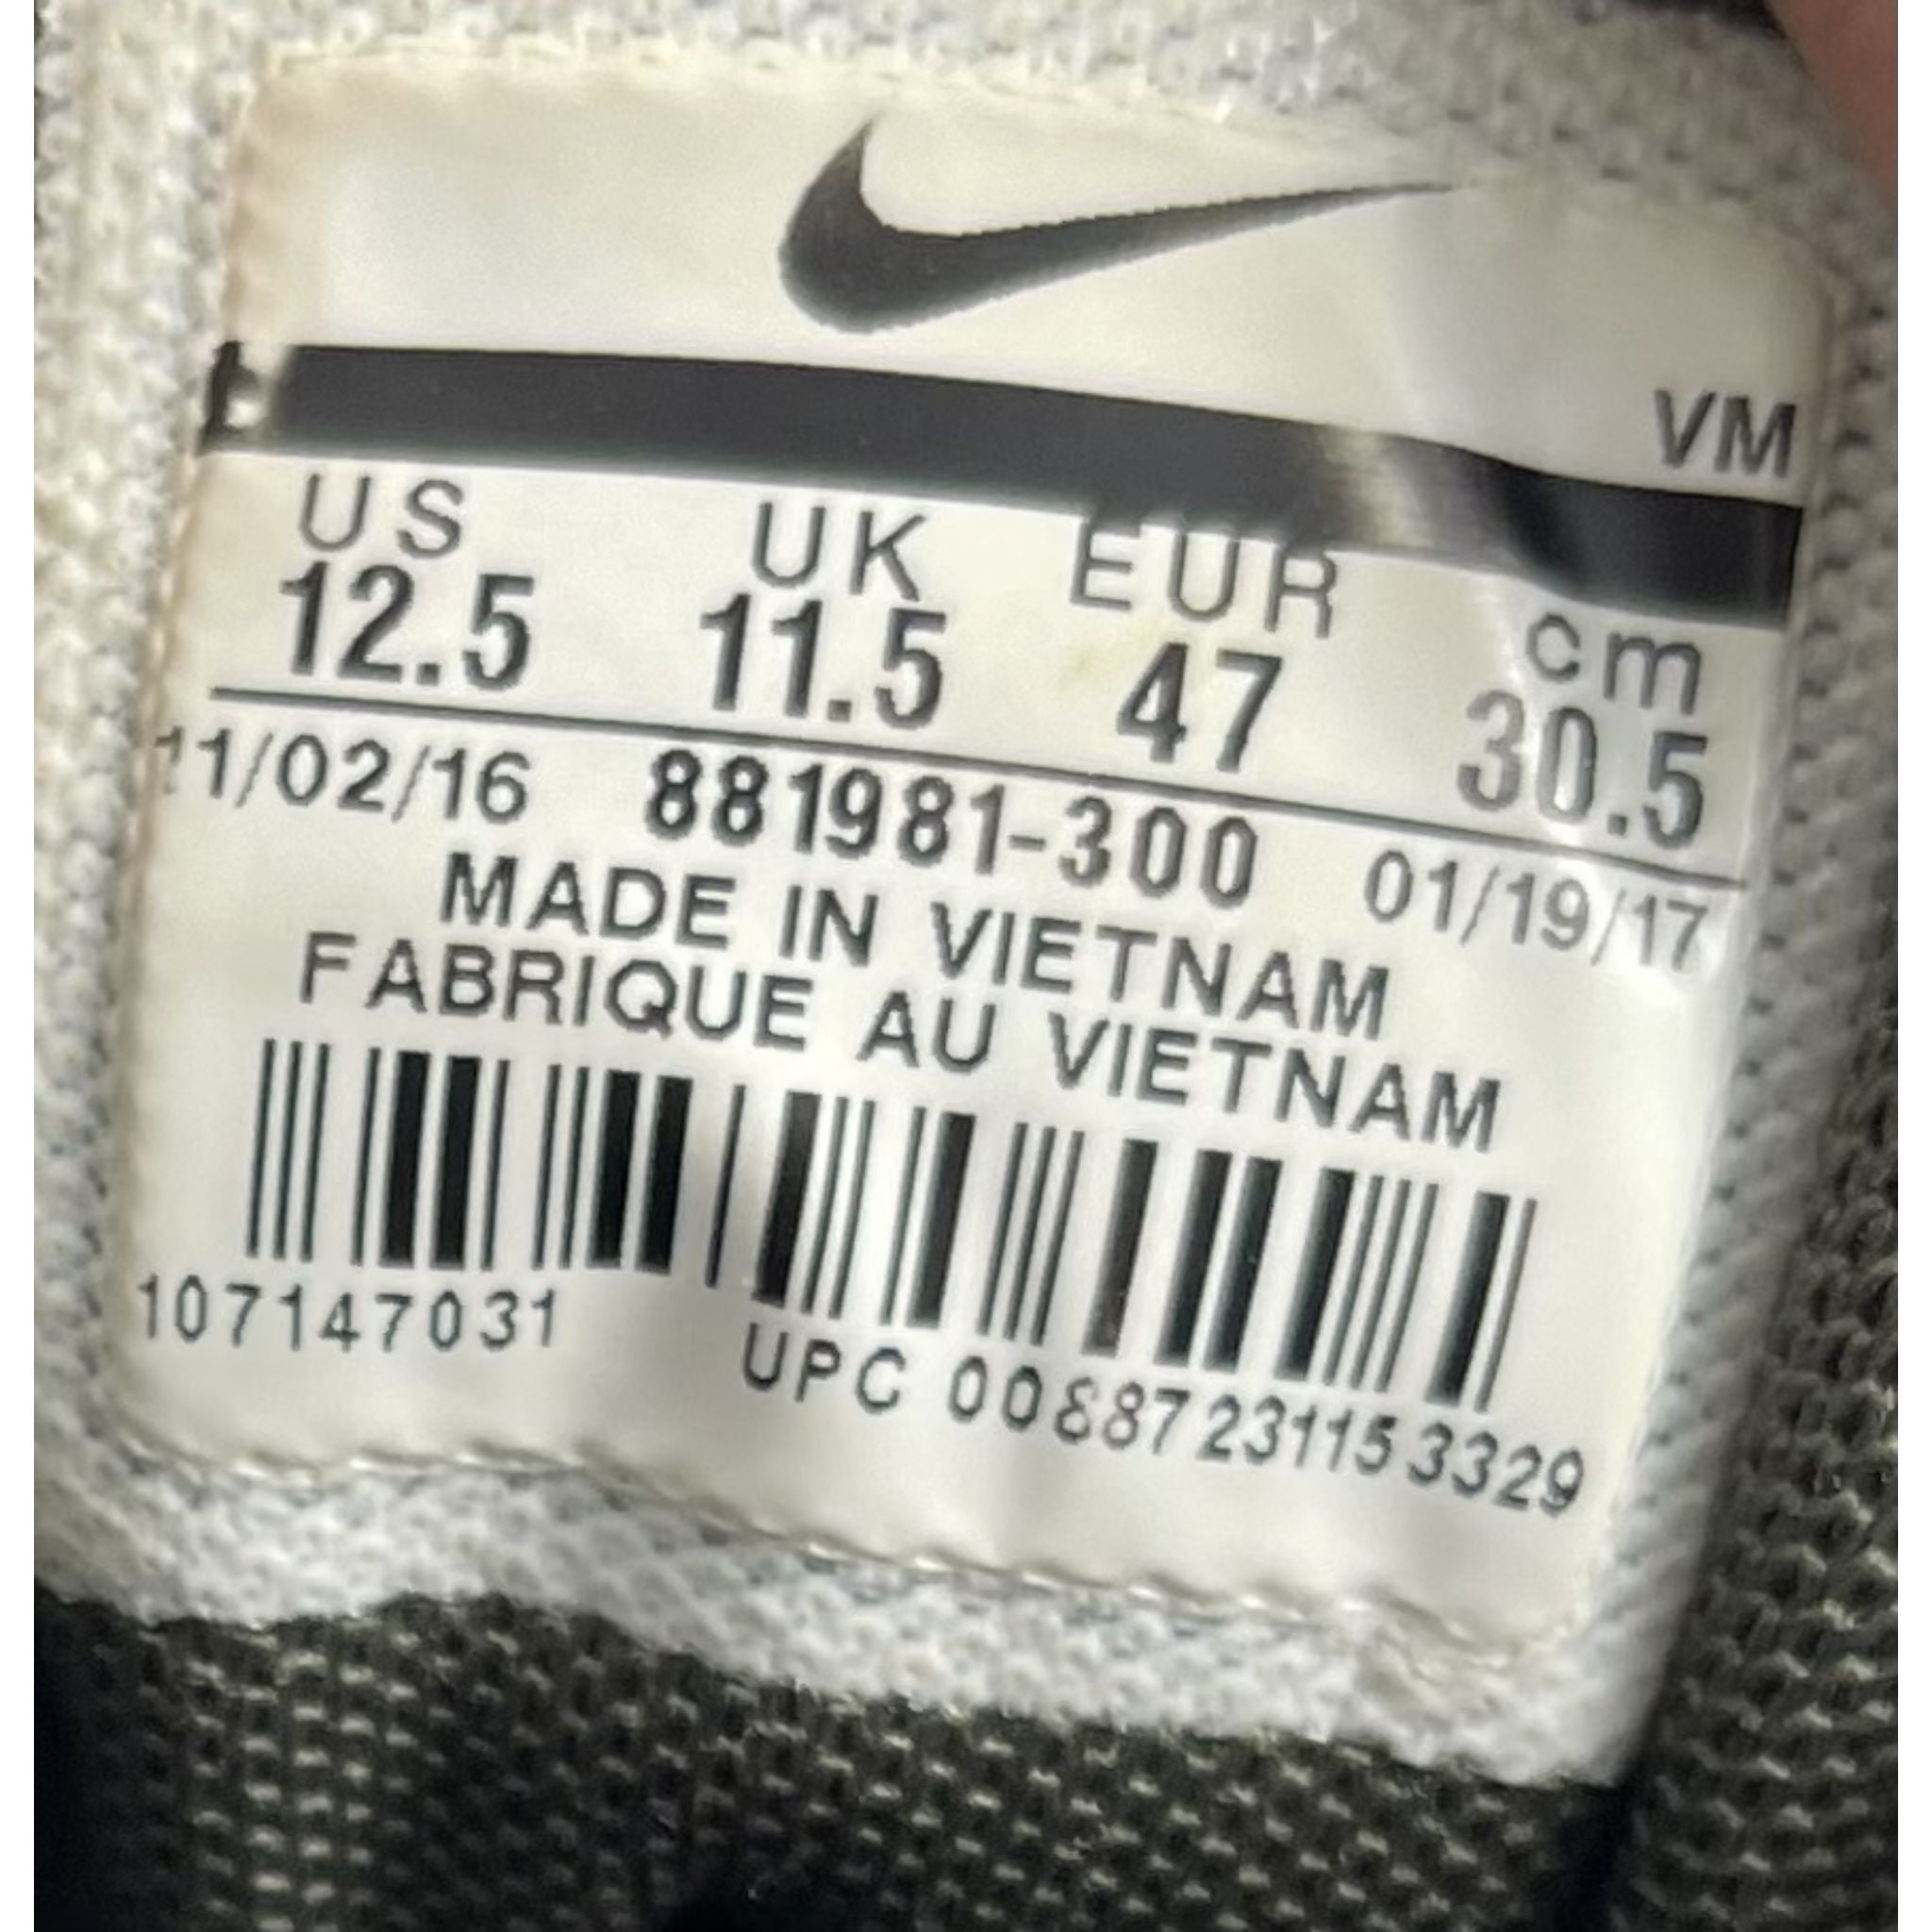 VM
US UK EUR cm
12.5 11.5 47 30.5
11/02/16 881981-300 01/19/17
MADE IN VIETNAM
FABRIQUE AU VIETNAM
107147031 UPC 00887231153329